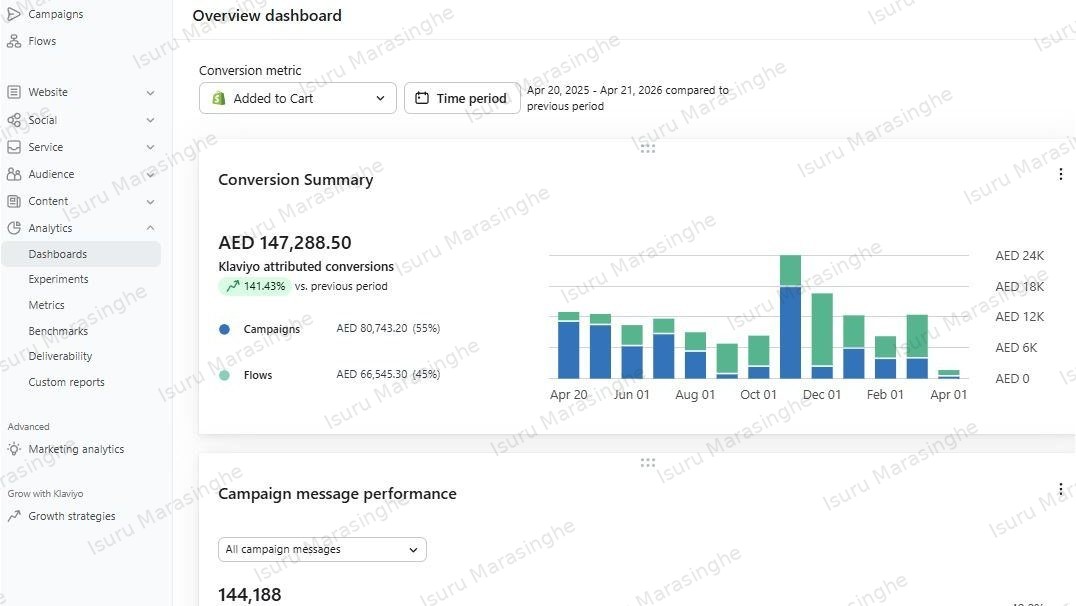 Campaigns
Flows
Website
Social
Service
Audience
Content
Analytics
Dashboards
Experiments
Metrics
Benchmarks
Deliverability
Custom reports
Advanced
Marketing analytics
Grow with Klaviyo
Growth strategies
Overview dashboard
Conversion metric
Added to Cart
Time period
Apr 20, 2025 - Apr 21, 2026 compared to
previous period
Conversion Summary
AED 147,288.50
Klaviyo attributed conversions
141.43% vs. previous period
Campaigns AED 80,743.20 (55%)
Flows AED 66,545.30 (45%)
AED 24K
AED 18K
AED 12K
AED 6K
AED 0
Apr 20 Jun 01 Aug 01 Oct 01 Dec 01 Feb 01 Apr 01
Campaign message performance
All campaign messages
144,188
Isuru Marasinghe